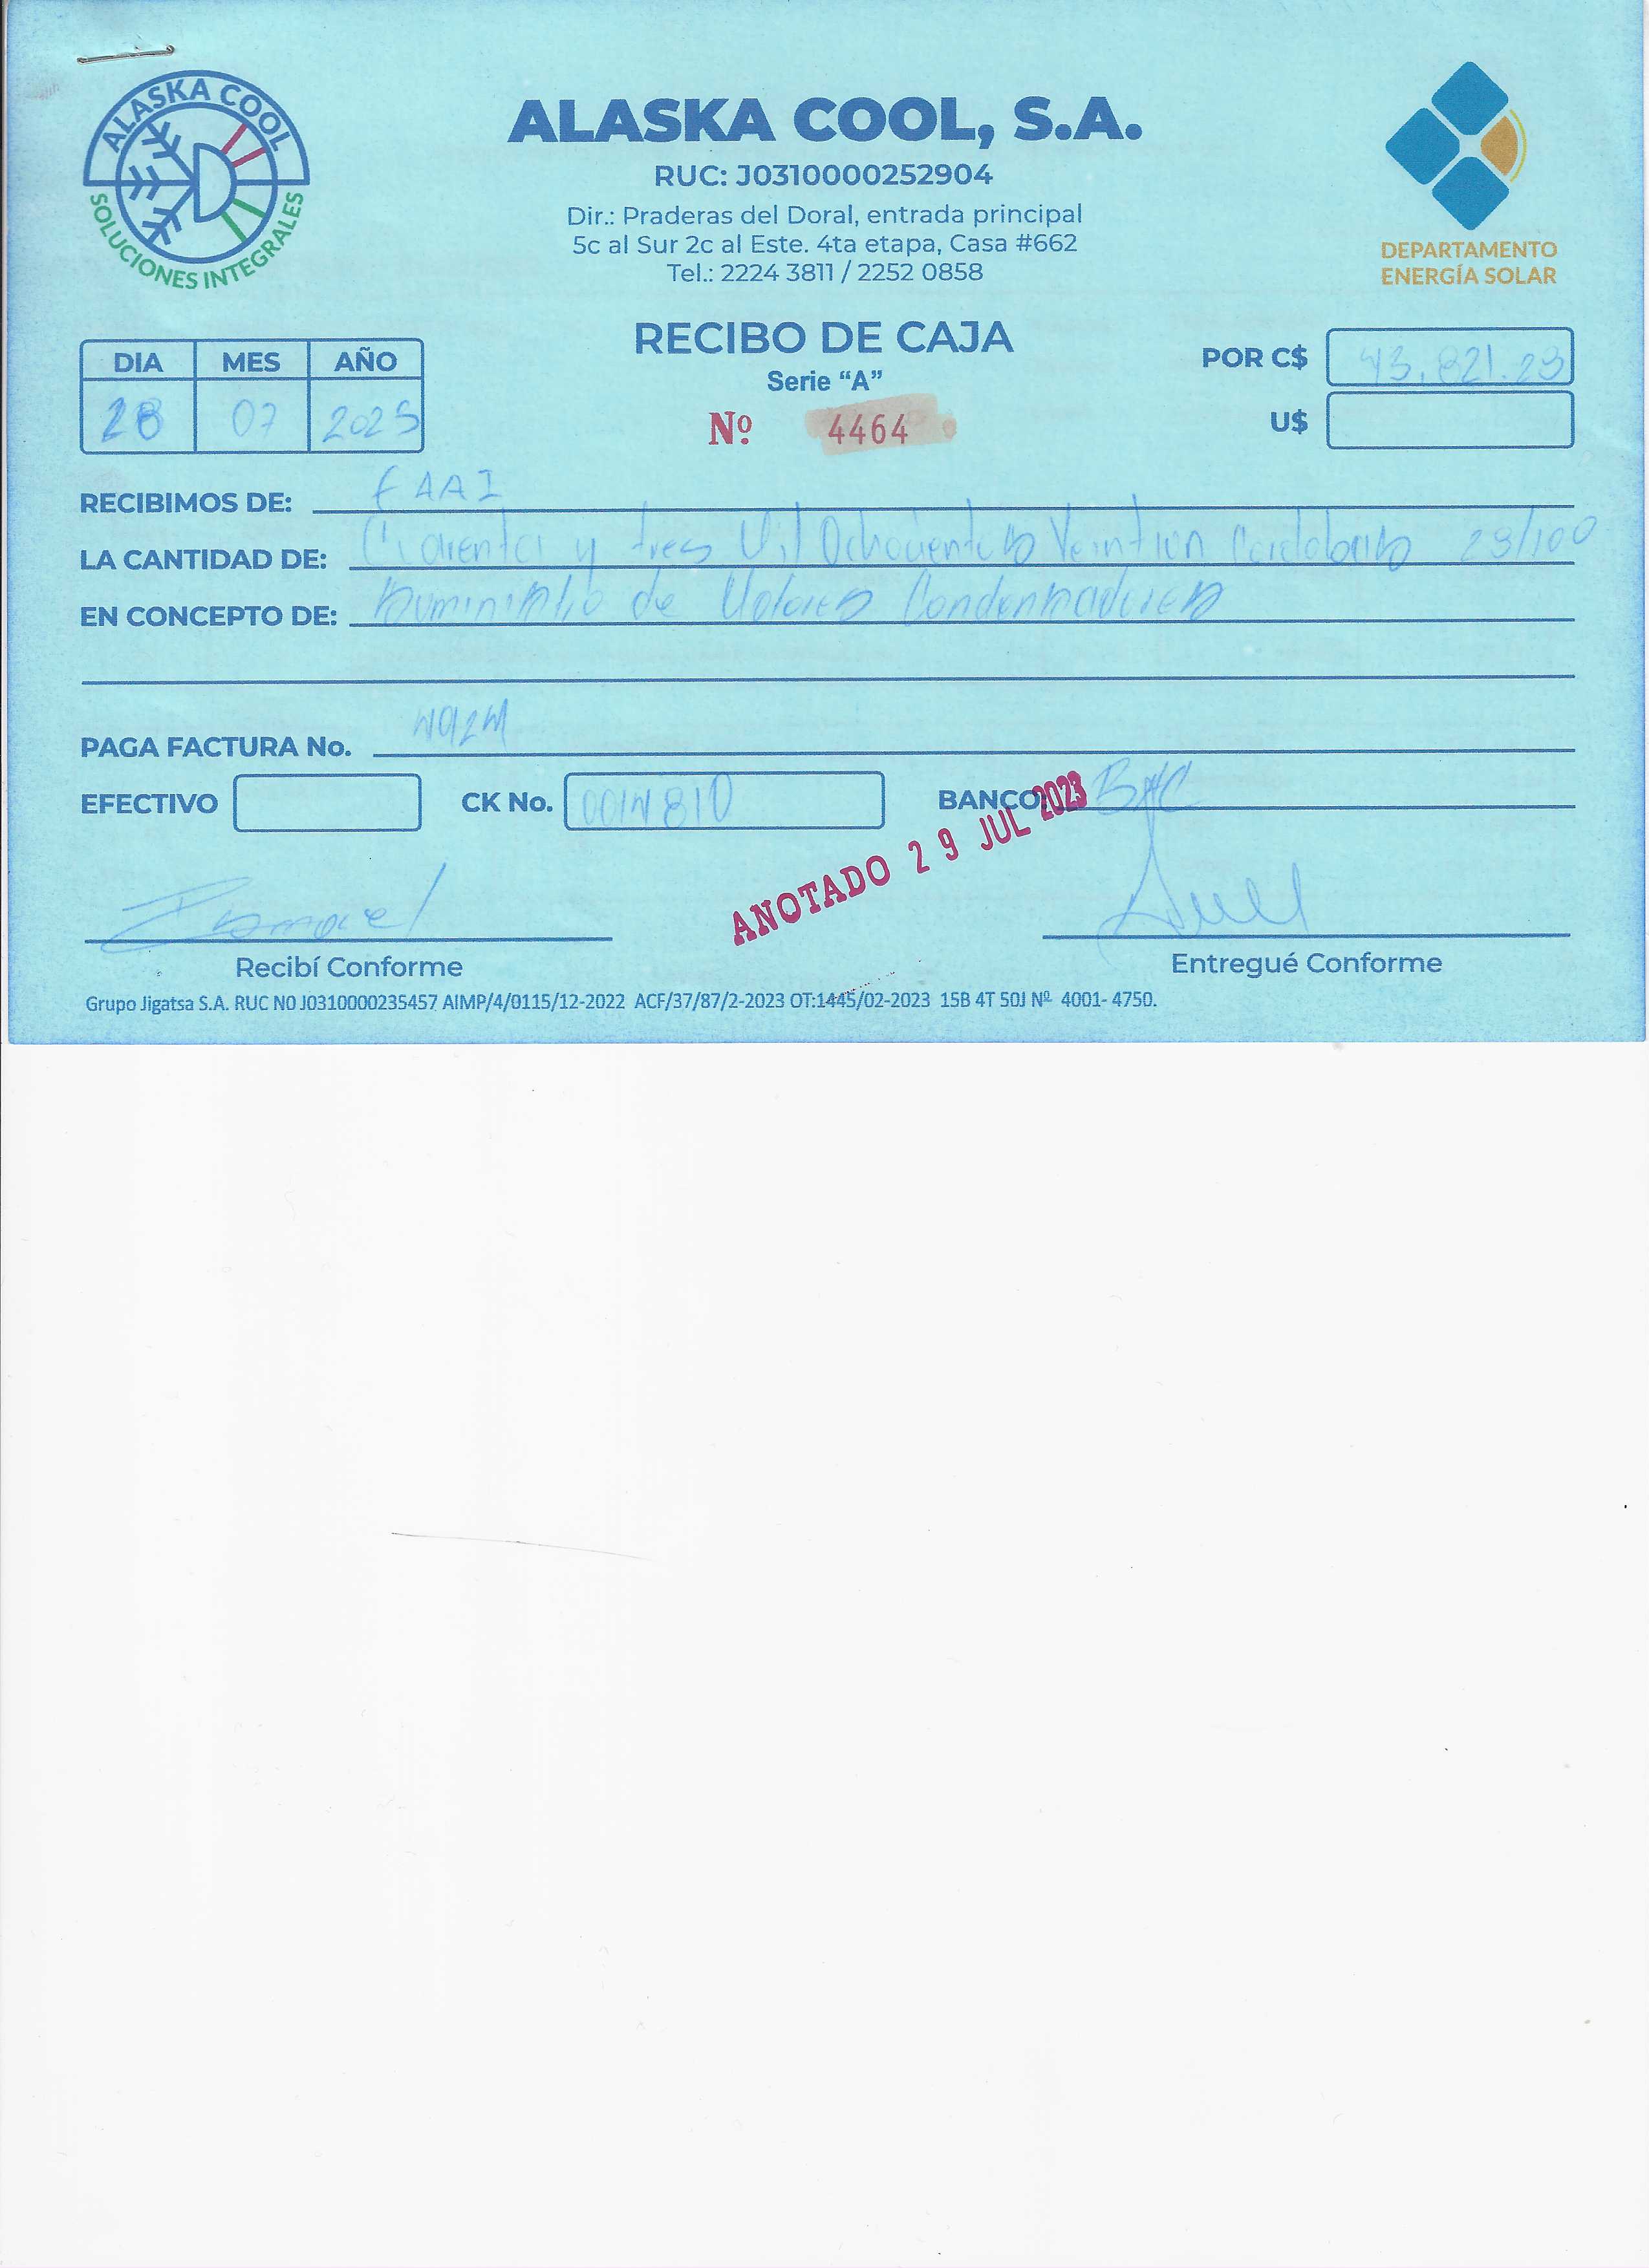 ALASKA COOL
SOLUCIONES INTEGRALES
ALASKA COOL, S.A.
RUC: J0310000252904
Dir.: Praderas del Doral, entrada principal
5c al Sur 2c al Este. 4ta etapa, Casa #662
Tel.: 2224 3811 / 2252 0858
DEPARTAMENTO
ENERGÍA SOLAR
RECIBO DE CAJA
Serie “A”
Nº 4464
DIA MES AÑO
28 07 2023
POR C$ 43,821.29
U$
RECIBIMOS DE: EAAI
LA CANTIDAD DE: Cuarenta y tres Mil Ochocientos Veintiun Cordobas 29/100
EN CONCEPTO DE: Suministro de Motores Condensadores
PAGA FACTURA No.
EFECTIVO
CK No. 0014810
BANCO: BAC
ANOTADO 29 JUL 2023
Recibí Conforme
Entregué Conforme
Grupo Jigatsa S.A. RUC N0 J0310000235457 AIMP/4/0115/12-2022 ACF/37/87/2-2023 OT:1445/02-2023 15B 4T 50J Nº 4001- 4750.